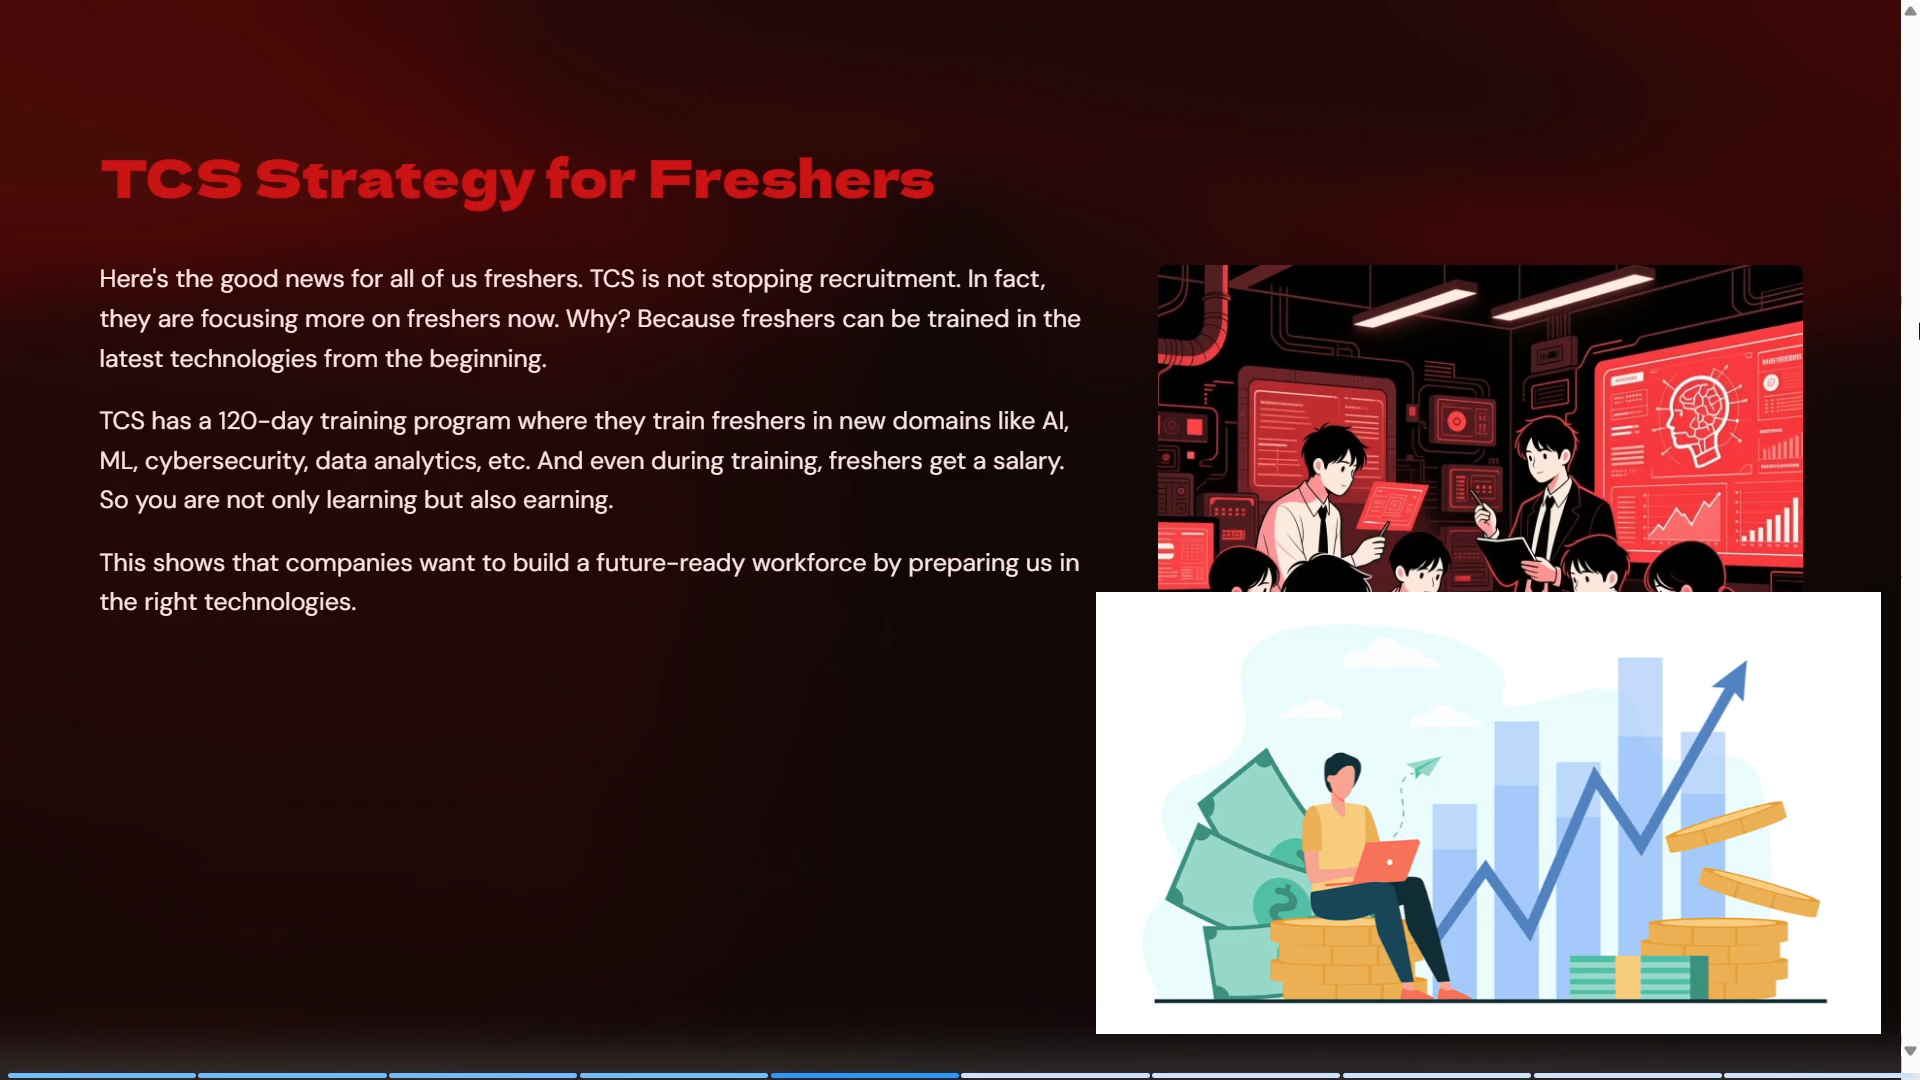 TCS Strategy for Freshers
Here's the good news for all of us freshers. TCS is not stopping recruitment. In fact,
they are focusing more on freshers now. Why? Because freshers can be trained in the
latest technologies from the beginning.
TCS has a 120-day training program where they train freshers in new domains like AI,
ML, cybersecurity, data analytics, etc. And even during training, freshers get a salary.
So you are not only learning but also earning.
This shows that companies want to build a future-ready workforce by preparing us in
the right technologies.